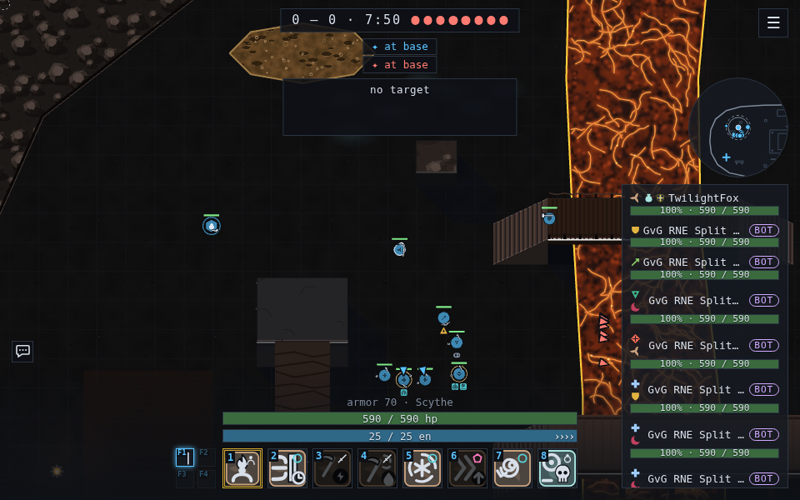 0 – 0 · 7:50
✦ at base
✦ at base
no target
TwilightFox
100% · 590 / 590
GvG RNE Split … BOT
100% · 590 / 590
GvG RNE Split … BOT
100% · 590 / 590
GvG RNE Split… BOT
100% · 590 / 590
GvG RNE Split… BOT
100% · 590 / 590
GvG RNE Split … BOT
100% · 590 / 590
GvG RNE Split … BOT
100% · 590 / 590
GvG RNE Split … BOT
armor 70 · Scythe
590 / 590 hp
25 / 25 en ››››
F1 F2
F3 F4
1 2 3 4 5 6 7 8